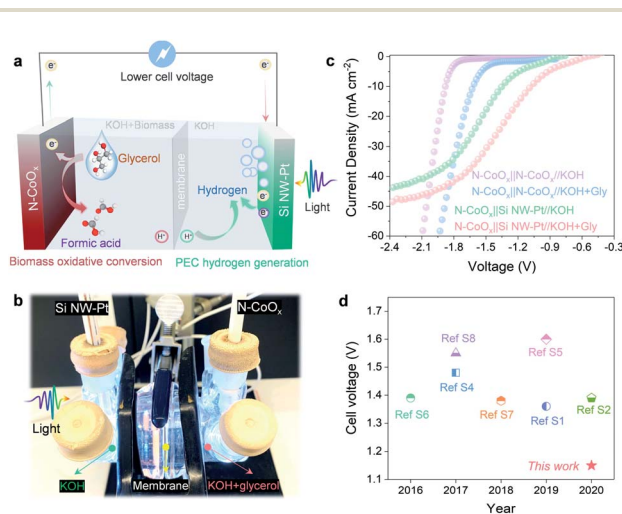 a
e⁻
e⁻
Lower cell voltage
KOH+Biomass
KOH
e⁻
Glycerol
N-CoOₓ
membrane
Hydrogen
Si NW-Pt
e⁻
e⁻
Light
Formic acid
H⁺
H⁺
Biomass oxidative conversion
PEC hydrogen generation
b
Si NW-Pt
N-CoOₓ
Light
KOH
Membrane
KOH+glycerol
c
Current Density (mA cm⁻²)
0
-10
-20
-30
-40
-50
-60
N-CoOₓ||N-CoOₓ//KOH
N-CoOₓ||N-CoOₓ//KOH+Gly
N-CoOₓ||Si NW-Pt//KOH
N-CoOₓ||Si NW-Pt//KOH+Gly
-2.4 -2.1 -1.8 -1.5 -1.2 -0.9 -0.6 -0.3
Voltage (V)
d
Cell voltage (V)
1.7
1.6
1.5
1.4
1.3
1.2
1.1
Ref S8
Ref S5
Ref S4
Ref S6
Ref S7
Ref S1
Ref S2
This work
2016 2017 2018 2019 2020
Year